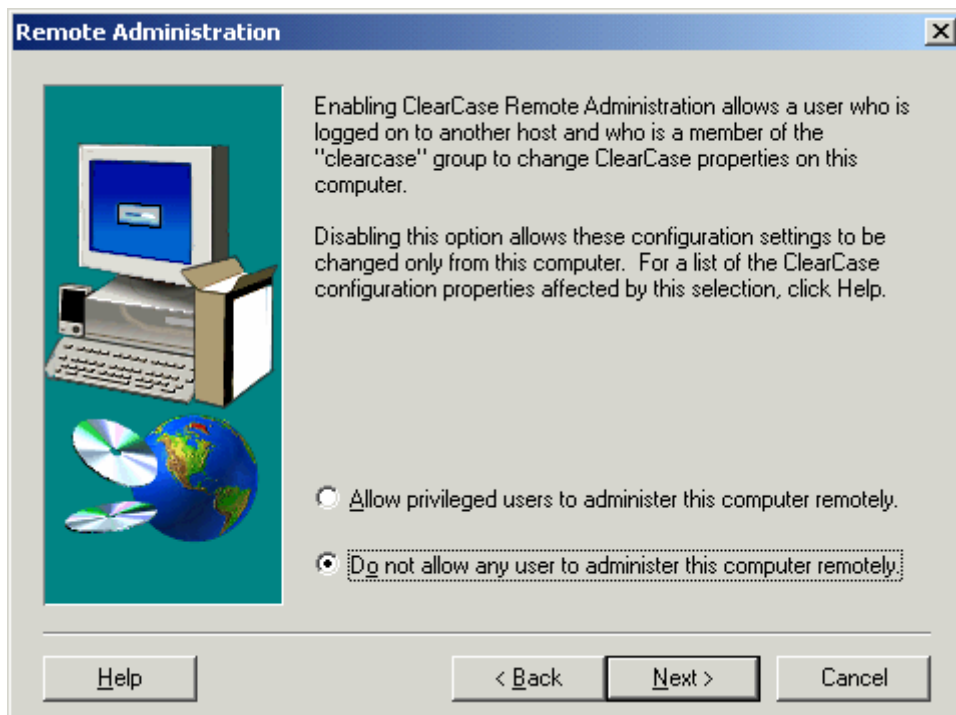 Remote Administration
Enabling ClearCase Remote Administration allows a user who is
logged on to another host and who is a member of the
"clearcase" group to change ClearCase properties on this
computer.
Disabling this option allows these configuration settings to be
changed only from this computer. For a list of the ClearCase
configuration properties affected by this selection, click Help.
Allow privileged users to administer this computer remotely.
Do not allow any user to administer this computer remotely.
Help
< Back
Next >
Cancel